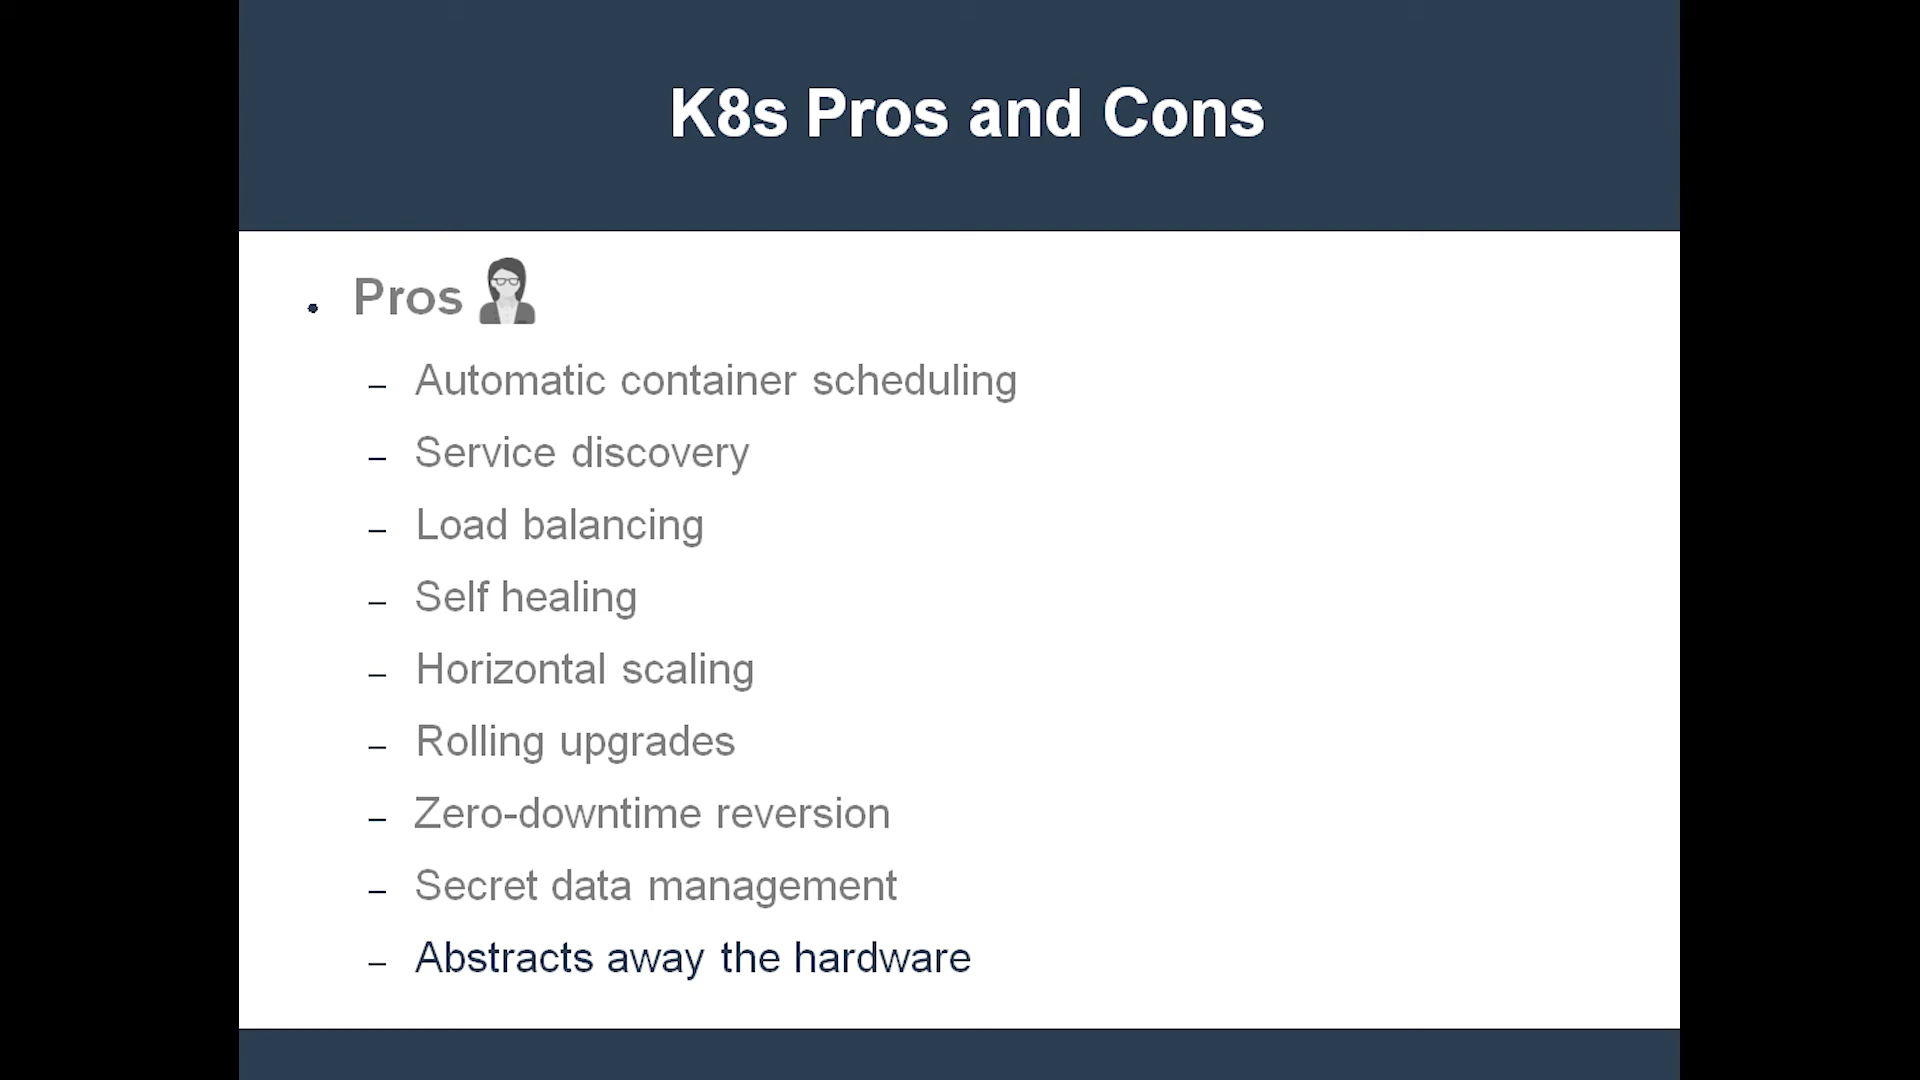 K8s Pros and Cons
• Pros
– Automatic container scheduling
– Service discovery
– Load balancing
– Self healing
– Horizontal scaling
– Rolling upgrades
– Zero-downtime reversion
– Secret data management
– Abstracts away the hardware